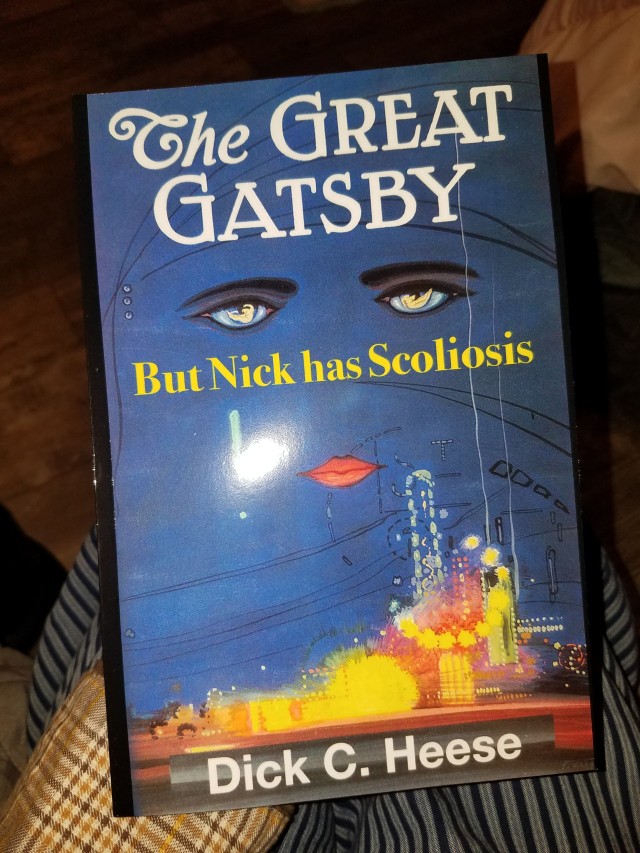 The GREAT
GATSBY
But Nick has Scoliosis
Dick C. Heese